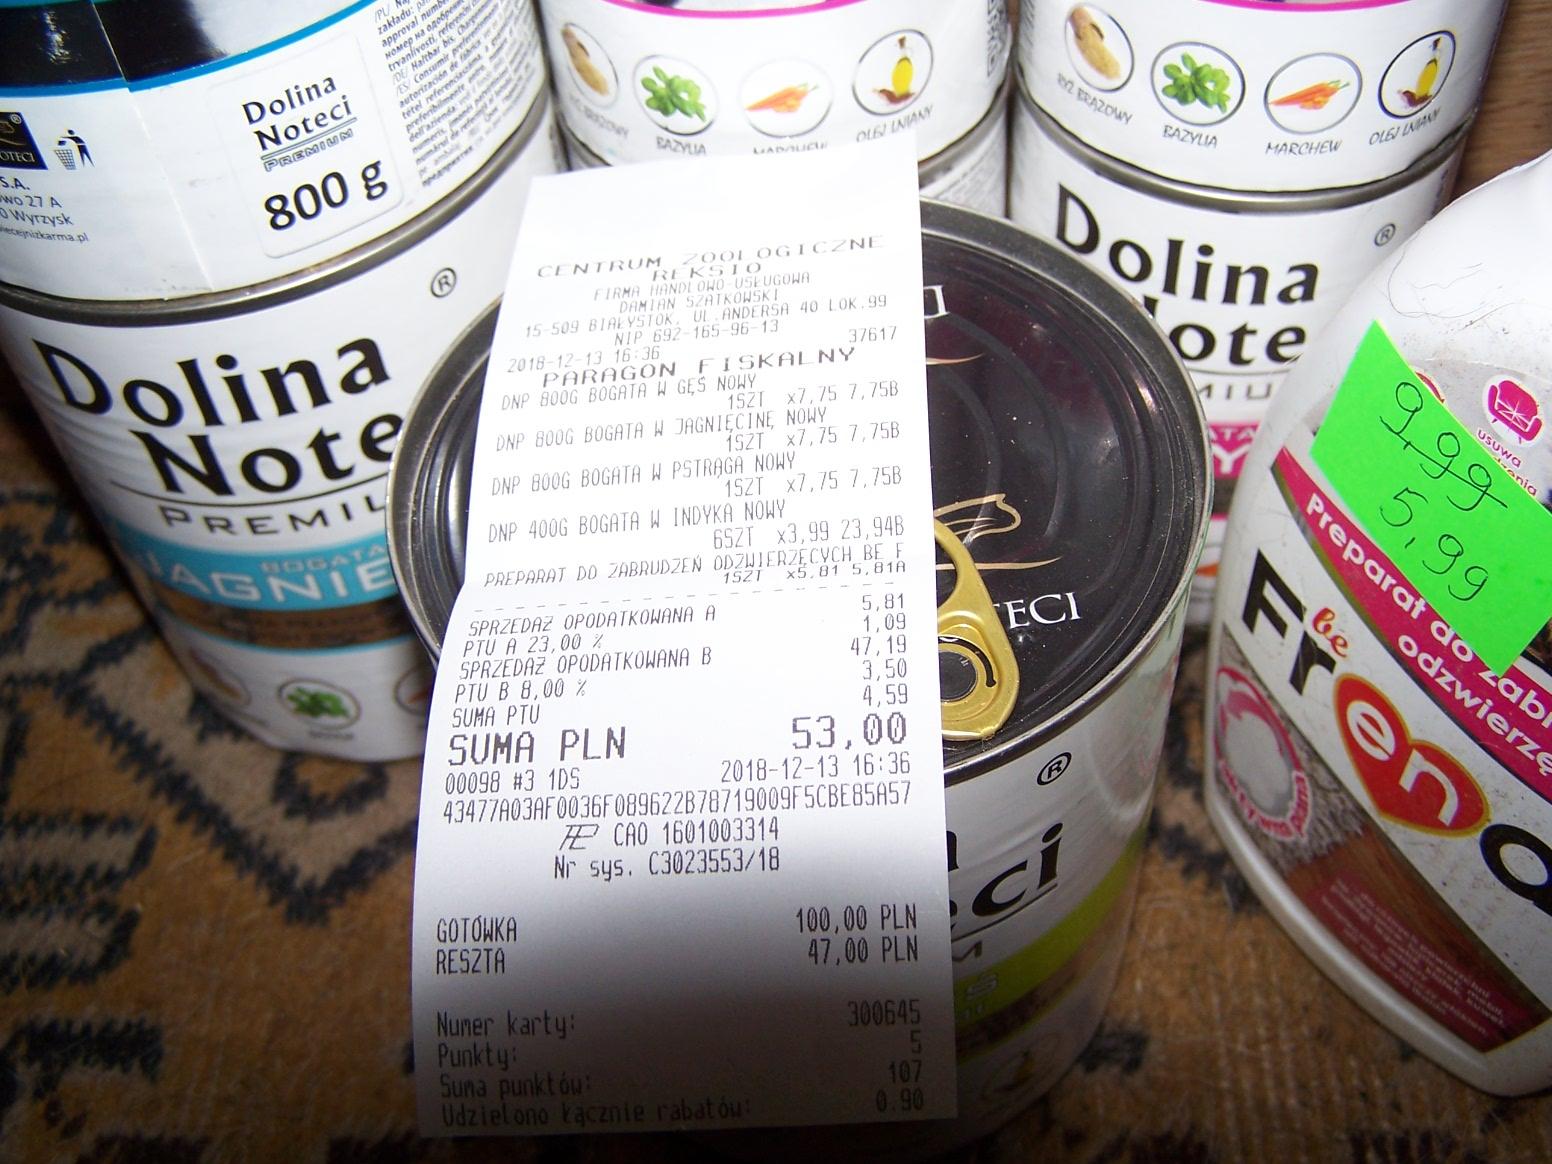 Dolina
Noteci
PREMIUM
800 g
S.A.
Wyrzysk
BAZYLIA
MARCHEW
OLEJ LNIANY
RYŻ BRĄZOWY
BAZYLIA
MARCHEW
OLEJ LNIANY
Dolina
Note
PREMIU
BOGATA
JAGNIĘ
Dolina
ote
TECI
CENTRUM ZOOLOGICZNE
REKSIO
FIRMA HANDLOWO-USŁUGOWA
DAMIAN SZATKOWSKI
15-509 BIAŁYSTOK, UL.ANDERSA 40 LOK.99
NIP 692-165-96-13
2018-12-13 16:36 37617
PARAGON FISKALNY
DNP 800G BOGATA W GĘŚ NOWY
1SZT x7,75 7,75B
DNP 800G BOGATA W JAGNIĘCINĘ NOWY
1SZT x7,75 7,75B
DNP 800G BOGATA W PSTRĄGA NOWY
1SZT x7,75 7,75B
DNP 400G BOGATA W INDYKA NOWY
6SZT x3,99 23,94B
PREPARAT DO ZABRUDZEŃ ODZWIERZĘCYCH BE F
1SZT x5,81 5,81A
SPRZEDAŻ OPODATKOWANA A 5,81
PTU A 23,00 % 1,09
SPRZEDAŻ OPODATKOWANA B 47,19
PTU B 8,00 % 3,50
SUMA PTU 4,59
SUMA PLN 53,00
00098 #3 1DS 2018-12-13 16:36
43477A03AF0036F089622B78719009F5CBE85A57
CAO 1601003314
Nr sys. C3023553/18
GOTÓWKA 100,00 PLN
RESZTA 47,00 PLN
Numer karty: 300645
Punkty: 5
Suma punktów: 107
Udzielono łącznie rabatów: 0.90
9,99
5,99
usuwa
Preparat do zabr
odzwierzę
be
Fr en